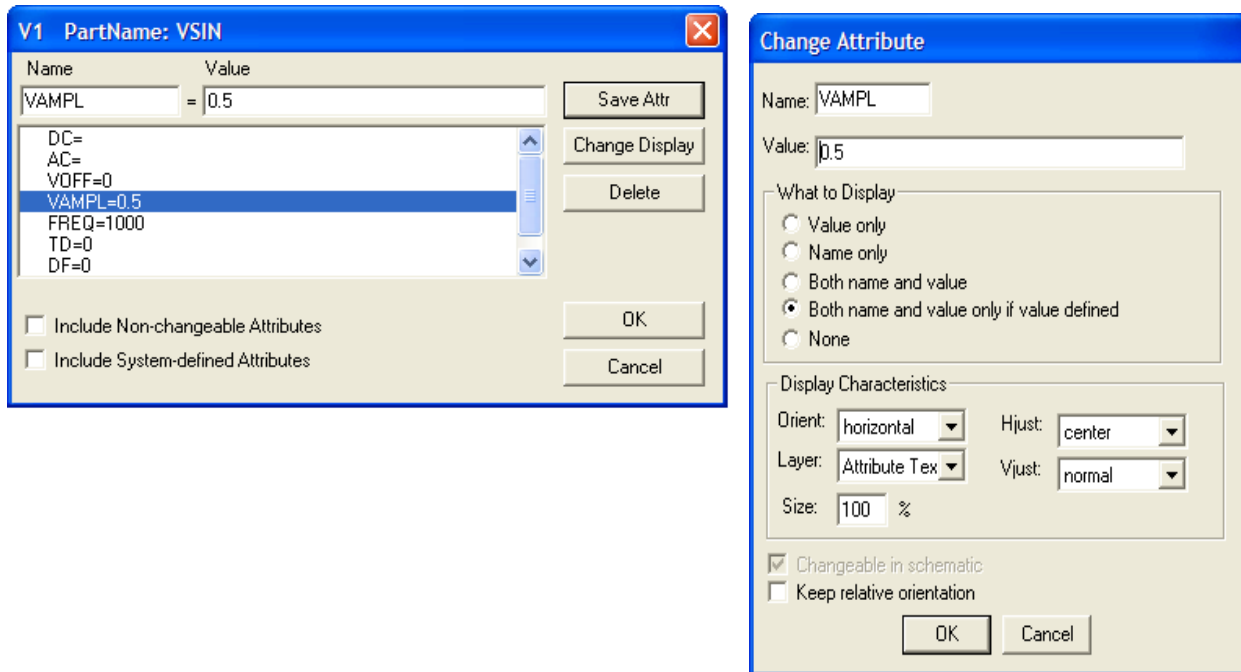 V1 PartName: VSIN
Name Value
VAMPL = 0.5
Save Attr
DC=
AC=
VOFF=0
VAMPL=0.5
FREQ=1000
TD=0
DF=0
Change Display
Delete
Include Non-changeable Attributes
Include System-defined Attributes
OK
Cancel
Change Attribute
Name: VAMPL
Value: 0.5
What to Display
Value only
Name only
Both name and value
Both name and value only if value defined
None
Display Characteristics
Orient: horizontal Hjust: center
Layer: Attribute Tex Vjust: normal
Size: 100 %
Changeable in schematic
Keep relative orientation
OK Cancel